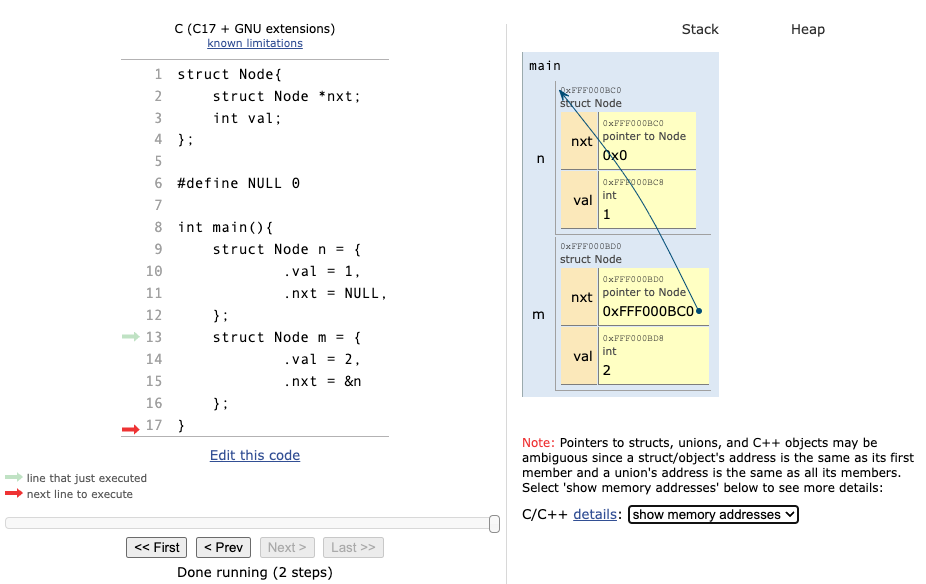 C (C17 + GNU extensions)
known limitations
1 struct Node{
2     struct Node *nxt;
3     int val;
4 };
5
6 #define NULL 0
7
8 int main(){
9     struct Node n = {
10             .val = 1,
11             .nxt = NULL,
12     };
13     struct Node m = {
14             .val = 2,
15             .nxt = &n
16     };
17 }
Edit this code
line that just executed
next line to execute
<< First
< Prev
Next >
Last >>
Done running (2 steps)
Stack
Heap
main
n
0xFFF000BC0
struct Node
nxt
0xFFF000BC0
pointer to Node
0x0
val
0xFFF000BC8
int
1
m
0xFFF000BD0
struct Node
nxt
0xFFF000BD0
pointer to Node
0xFFF000BC0
val
0xFFF000BD8
int
2
Note: Pointers to structs, unions, and C++ objects may be
ambiguous since a struct/object's address is the same as its first
member and a union's address is the same as all its members.
Select 'show memory addresses' below to see more details:
C/C++ details: show memory addresses